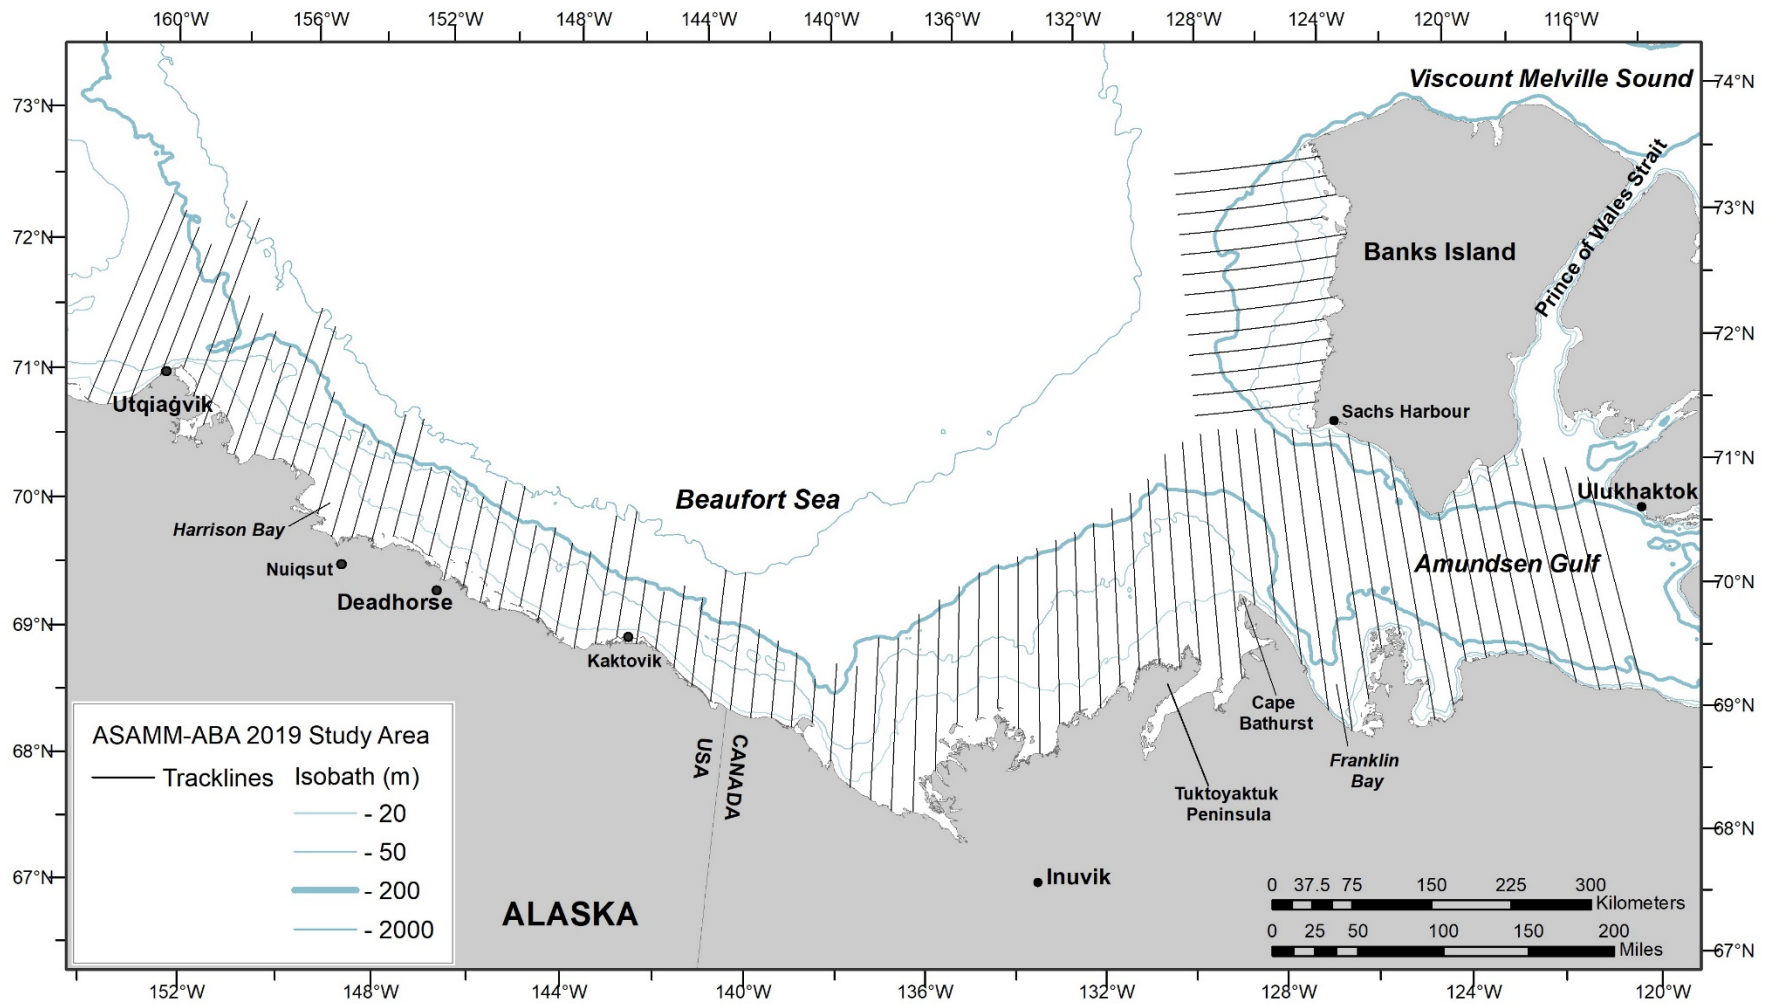 160°W 156°W 152°W 148°W 144°W 140°W 136°W 132°W 128°W 124°W 120°W 116°W
Viscount Melville Sound
74°N
73°N
Prince of Wales Strait
73°N
72°N
Banks Island
72°N
71°N
Utqiaġvik
Sachs Harbour
71°N
70°N
Beaufort Sea
Ulukhaktok
Harrison Bay
Amundsen Gulf
Nuiqsut
70°N
Deadhorse
69°N
Kaktovik
Cape
Bathurst
69°N
ASAMM-ABA 2019 Study Area
Tracklines
Isobath (m)
- 20
- 50
- 200
- 2000
68°N
USA
CANADA
Franklin
Bay
Tuktoyaktuk
Peninsula
68°N
67°N
Inuvik
ALASKA
0 37.5 75 150 225 300
Kilometers
0 25 50 100 150 200
Miles
67°N
152°W 148°W 144°W 140°W 136°W 132°W 128°W 124°W 120°W